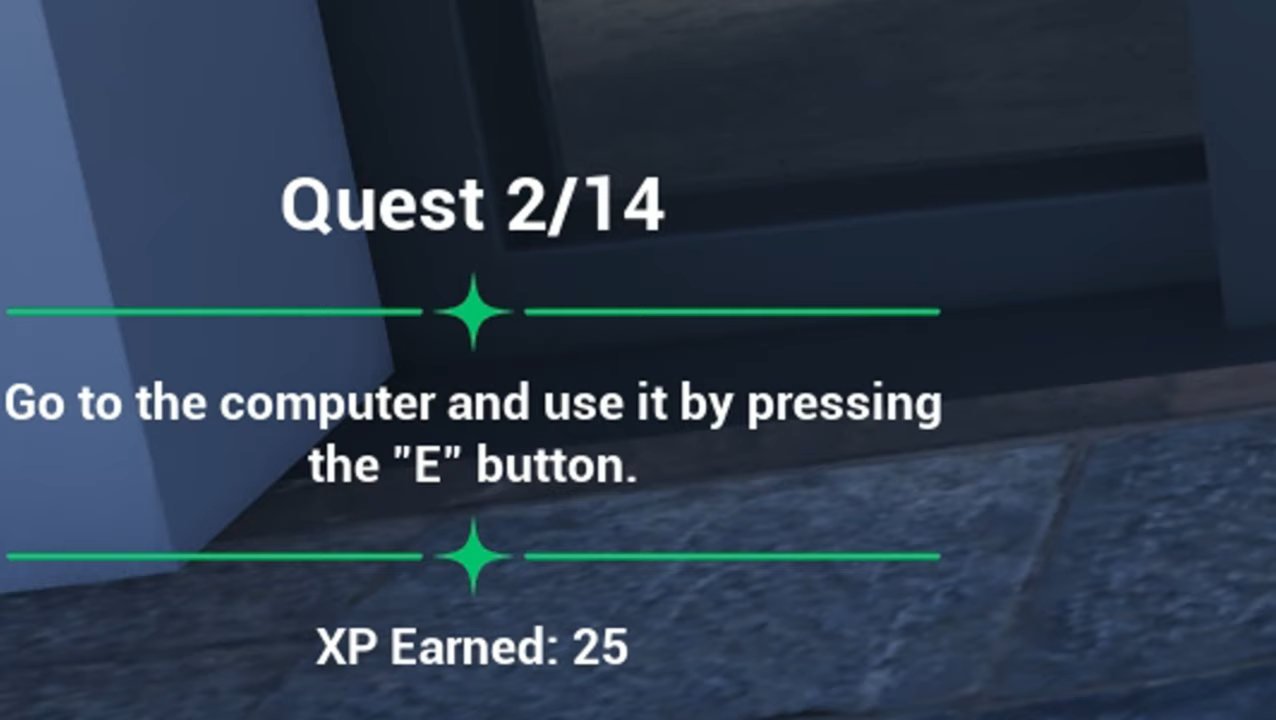 Quest 2/14
Go to the computer and use it by pressing
the "E" button.
XP Earned: 25